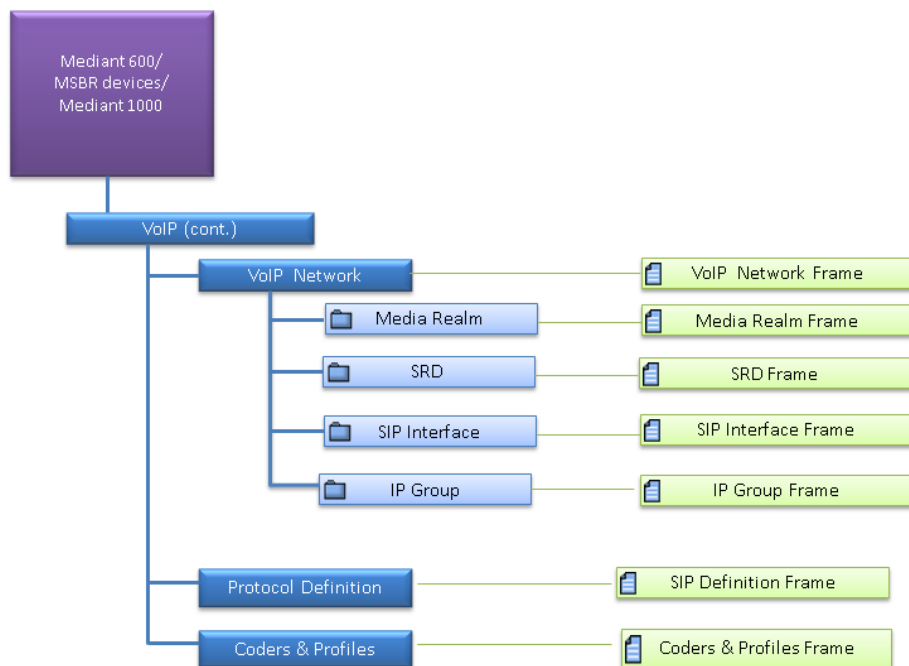 Mediant 600/
MSBR devices/
Mediant 1000
VoIP (cont.)
VoIP Network
VoIP Network Frame
Media Realm
Media Realm Frame
SRD
SRD Frame
SIP Interface
SIP Interface Frame
IP Group
IP Group Frame
Protocol Definition
SIP Definition Frame
Coders & Profiles
Coders & Profiles Frame